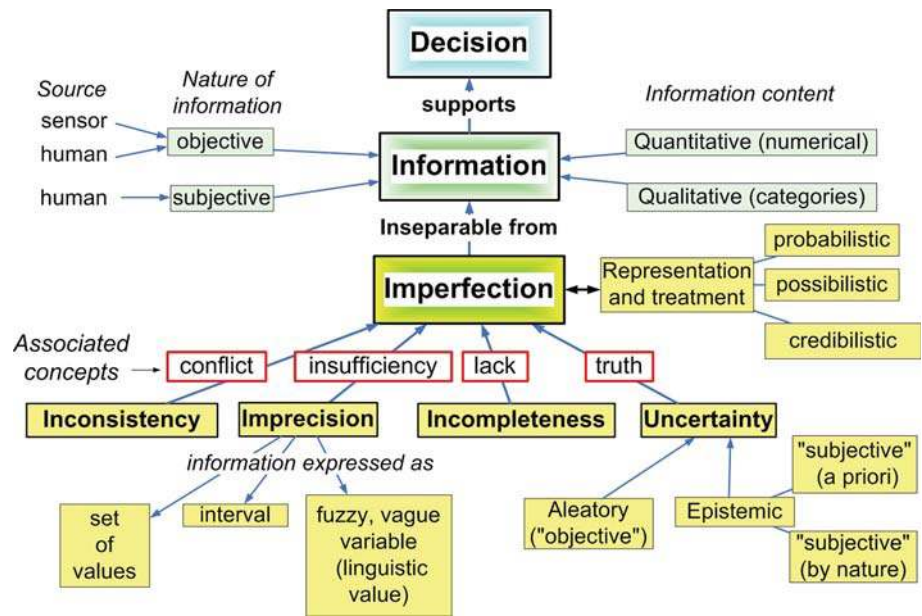 Decision
supports
Source
Nature of
information
Information content
sensor
human
objective
human
subjective
Information
Quantitative (numerical)
Qualitative (categories)
Inseparable from
Imperfection
Representation
and treatment
probabilistic
possibilistic
credibilistic
Associated
concepts
conflict
insufficiency
lack
truth
Inconsistency
Imprecision
Incompleteness
Uncertainty
information expressed as
set
of
values
interval
fuzzy, vague
variable
(linguistic
value)
Aleatory
("objective")
Epistemic
"subjective"
(a priori)
"subjective"
(by nature)